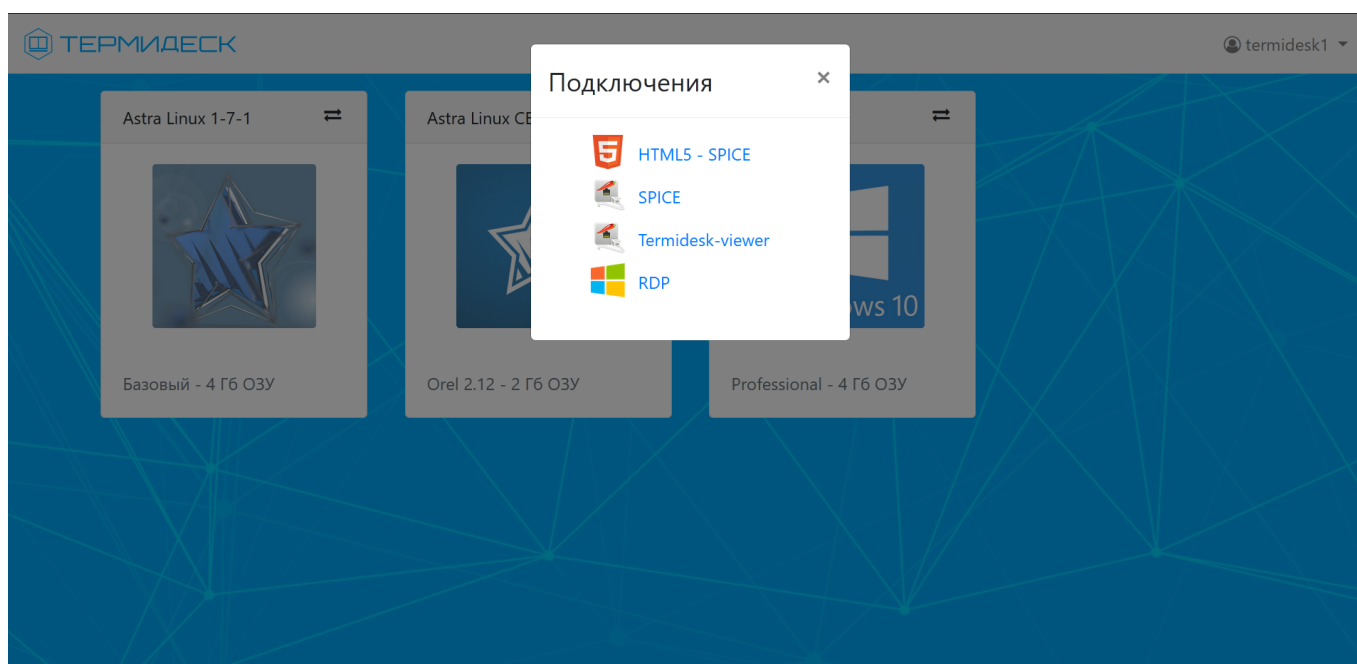 ТЕРМИДЕСК
termidesk1
Подключения
×
HTML5 - SPICE
SPICE
Termidesk-viewer
RDP
Astra Linux 1-7-1
Базовый - 4 Гб ОЗУ
Astra Linux CE
Orel 2.12 - 2 Гб ОЗУ
ws 10
Professional - 4 Гб ОЗУ